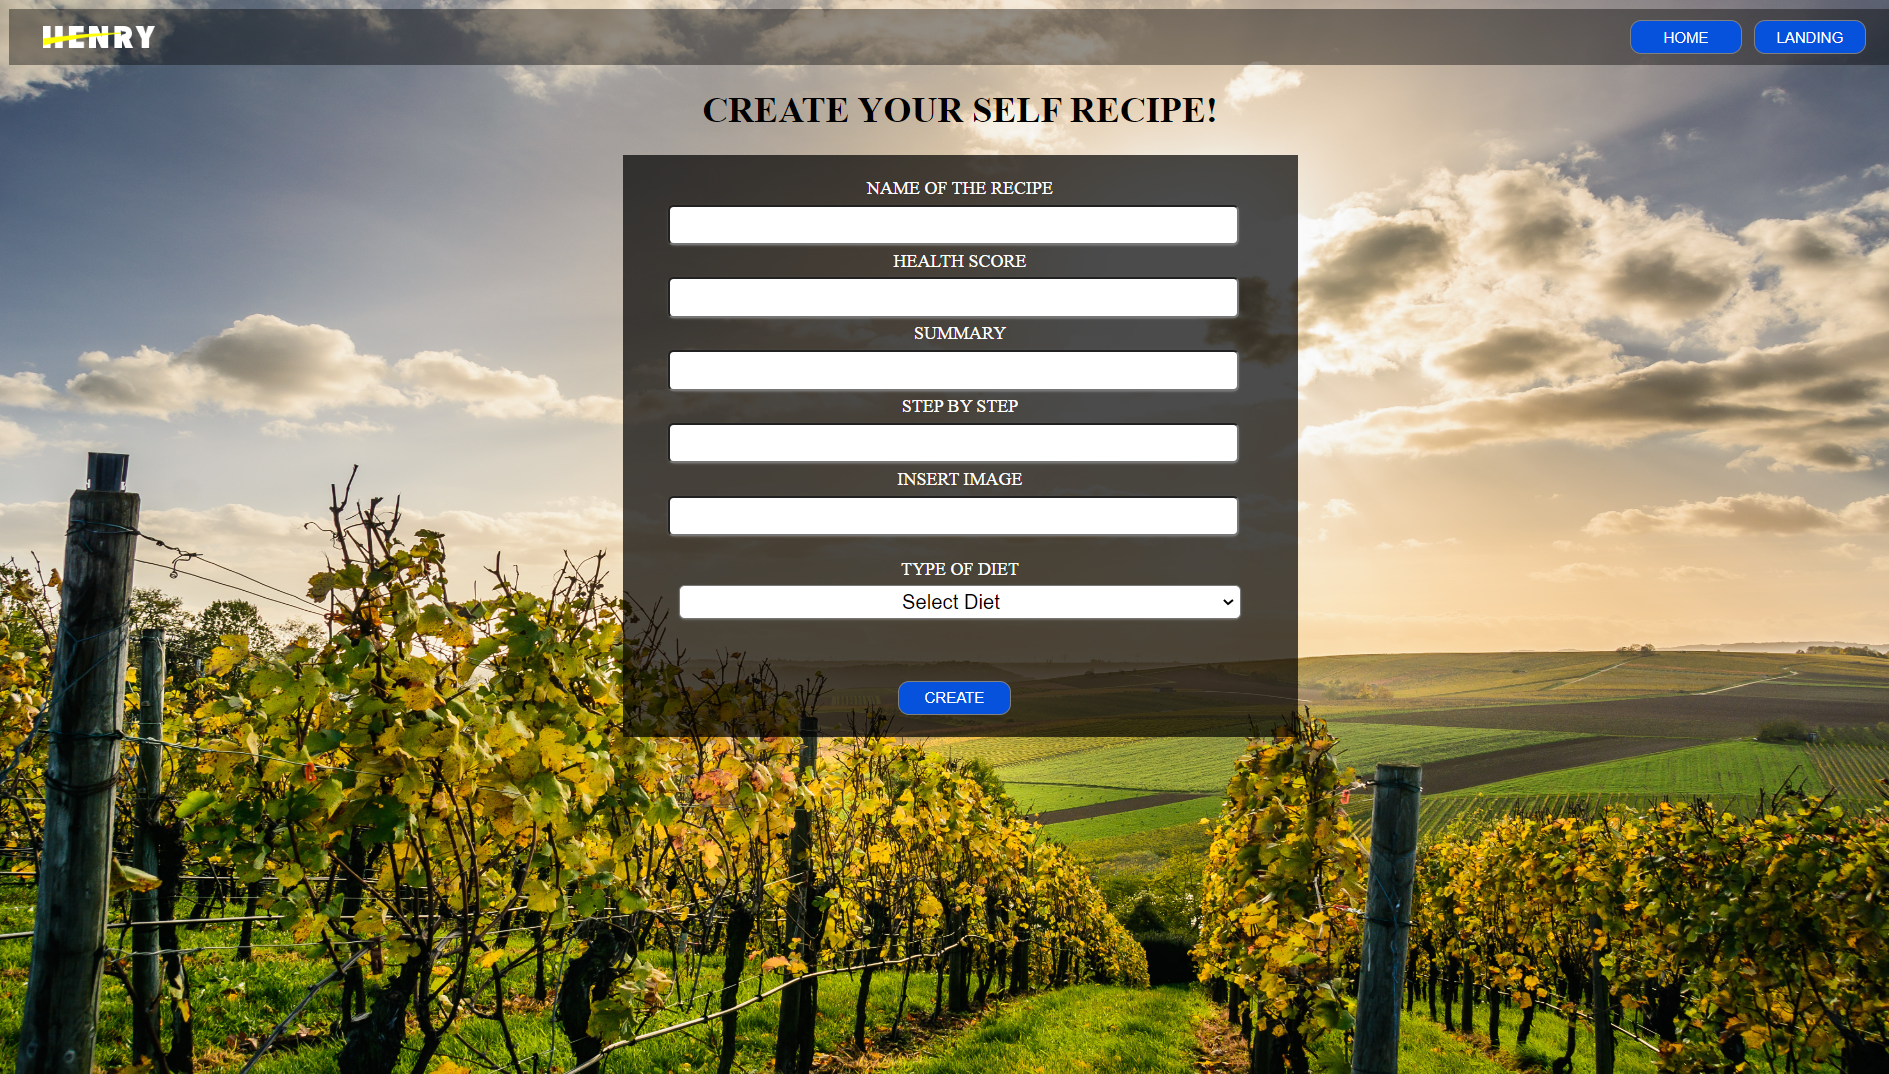 HENRY
HOME
LANDING
CREATE YOUR SELF RECIPE!
NAME OF THE RECIPE
HEALTH SCORE
SUMMARY
STEP BY STEP
INSERT IMAGE
TYPE OF DIET
Select Diet
CREATE